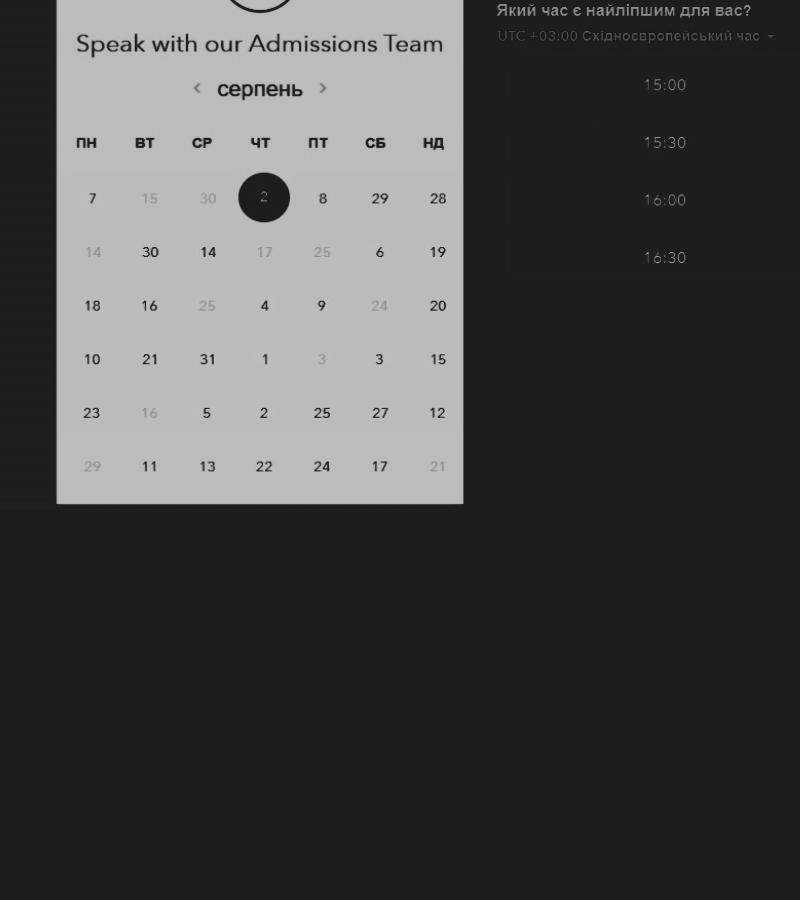 Speak with our Admissions Team
‹ серпень ›
ПН ВТ СР ЧТ ПТ СБ НД
7 15 30 2 8 29 28
14 30 14 17 25 6 19
18 16 25 4 9 24 20
10 21 31 1 3 3 15
23 16 5 2 25 27 12
29 11 13 22 24 17 21
Який час є найліпшим для вас?
UTC +03:00 Східноєвропейський час
15:00
15:30
16:00
16:30